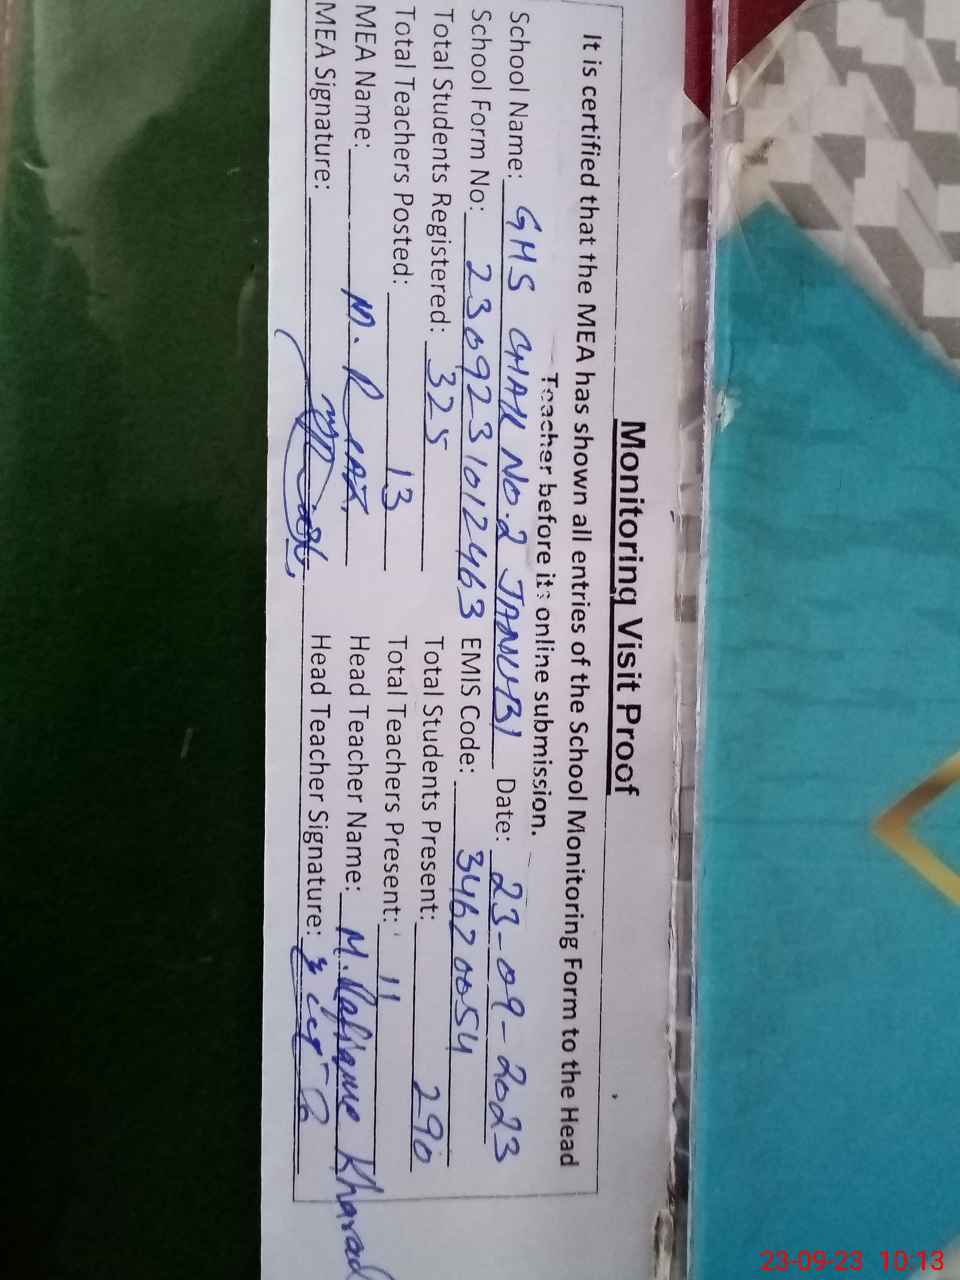 Monitoring Visit Proof
It is certified that the MEA has shown all entries of the School Monitoring Form to the Head
Teacher before its online submission.
School Name: GMS CHAK NO.2 JANUBI Date: 23-09-2023
School Form No: 2309231012463 EMIS Code: 34620054
Total Students Registered: 325 Total Students Present: 290
Total Teachers Posted: 13 Total Teachers Present: 11
MEA Name: M. Riaz Head Teacher Name: M. Kharad
MEA Signature: Head Teacher Signature:
23-09-23 10:13